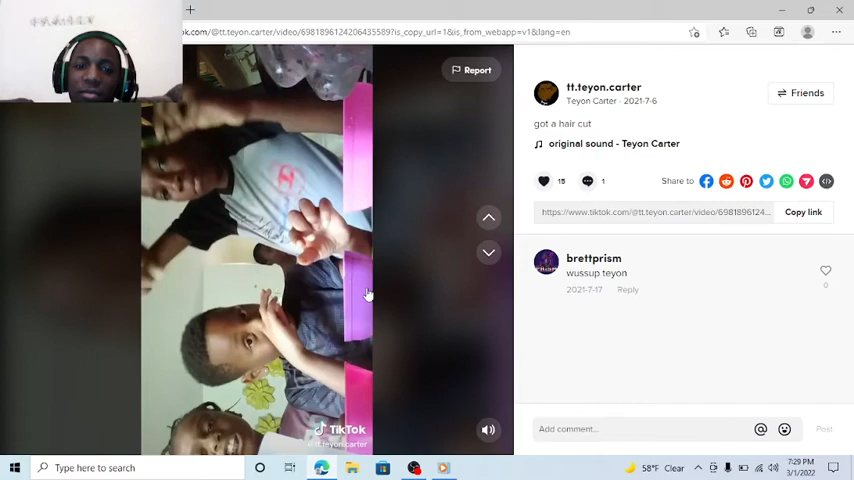 k.com/@tt.teyon.carter/video/6981896124206435589?is_copy_url=1&is_from_webapp=v1&lang=en
Report
tt.teyon.carter
Teyon Carter · 2021-7-6
Friends
got a hair cut
original sound - Teyon Carter
15
1
Share to
https://www.tiktok.com/@tt.teyon.carter/video/6981896124...
Copy link
brettprism
wussup teyon
0
2021-7-17 Reply
TikTok
tt.teyon.carter
Add comment...
Post
Type here to search
58°F Clear
7:29 PM
3/1/2022